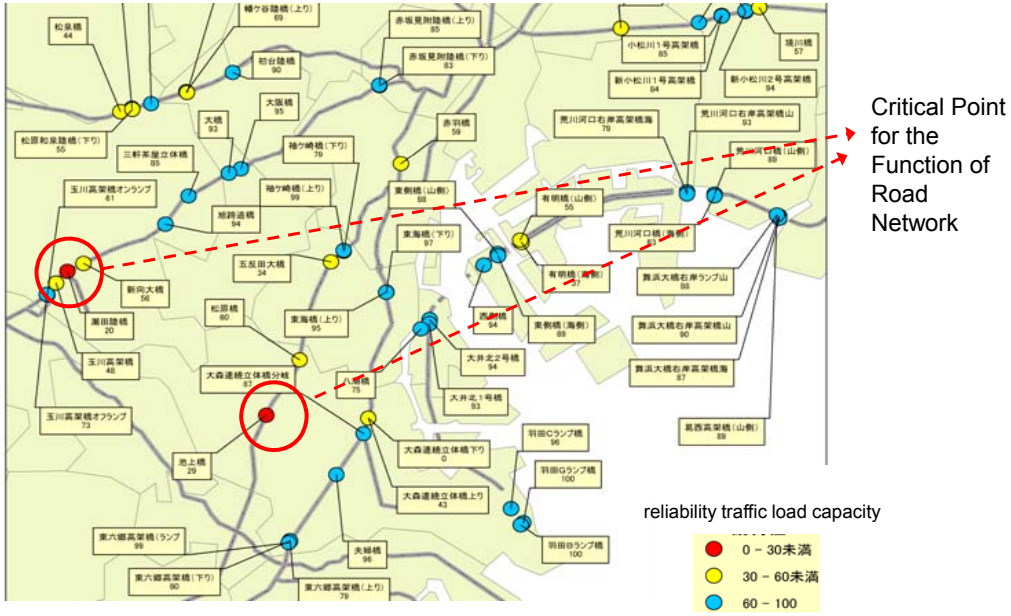 松泉橋
44
幡ケ谷陸橋(上り)
69
赤坂見附陸橋(上り)
85
小松川1号高架橋
85
境川橋
57
初台陸橋
90
赤坂見附陸橋(下り)
83
新小松川1号高架橋
84
新小松川2号高架橋
94
大阪橋
95
大橋
93
赤羽橋
59
荒川河口右岸高架橋海
79
荒川河口右岸高架橋山
93
Critical Point
for the
Function of
Road
Network
松原和泉陸橋(下り)
55
三軒茶屋立体橋
85
袖ケ崎橋(下り)
79
荒川河口橋(山側)
89
玉川高架橋オンランプ
61
袖ケ崎橋(上り)
99
東側橋(山側)
88
有明橋(山側)
55
旭跨道橋
94
東海橋(下り)
97
荒川河口橋(海側)
五反田大橋
34
有明橋(海側)
37
舞浜大橋右岸ランプ山
88
新向大橋
56
松原橋
瀬田陸橋
20
東海橋(上り)
95
西側橋
94
東側橋(海側)
89
舞浜大橋右岸高架橋山
90
玉川高架橋
48
大森連続立体橋分岐
87
八潮橋
75
大井北2号橋
94
舞浜大橋右岸高架橋海
87
大井北1号橋
93
玉川高架橋オフランプ
73
葛西高架橋(山側)
89
池上橋
29
大森連続立体橋下り
0
羽田Cランプ橋
96
羽田Gランプ橋
100
大森連続立体橋上り
43
reliability traffic load capacity
東六郷高架橋(ランプ
99
夫婦橋
96
羽田Bランプ橋
100
東六郷高架橋(下り)
90
東六郷高架橋(上り)
79
0 - 30未満
30 - 60未満
60 - 100